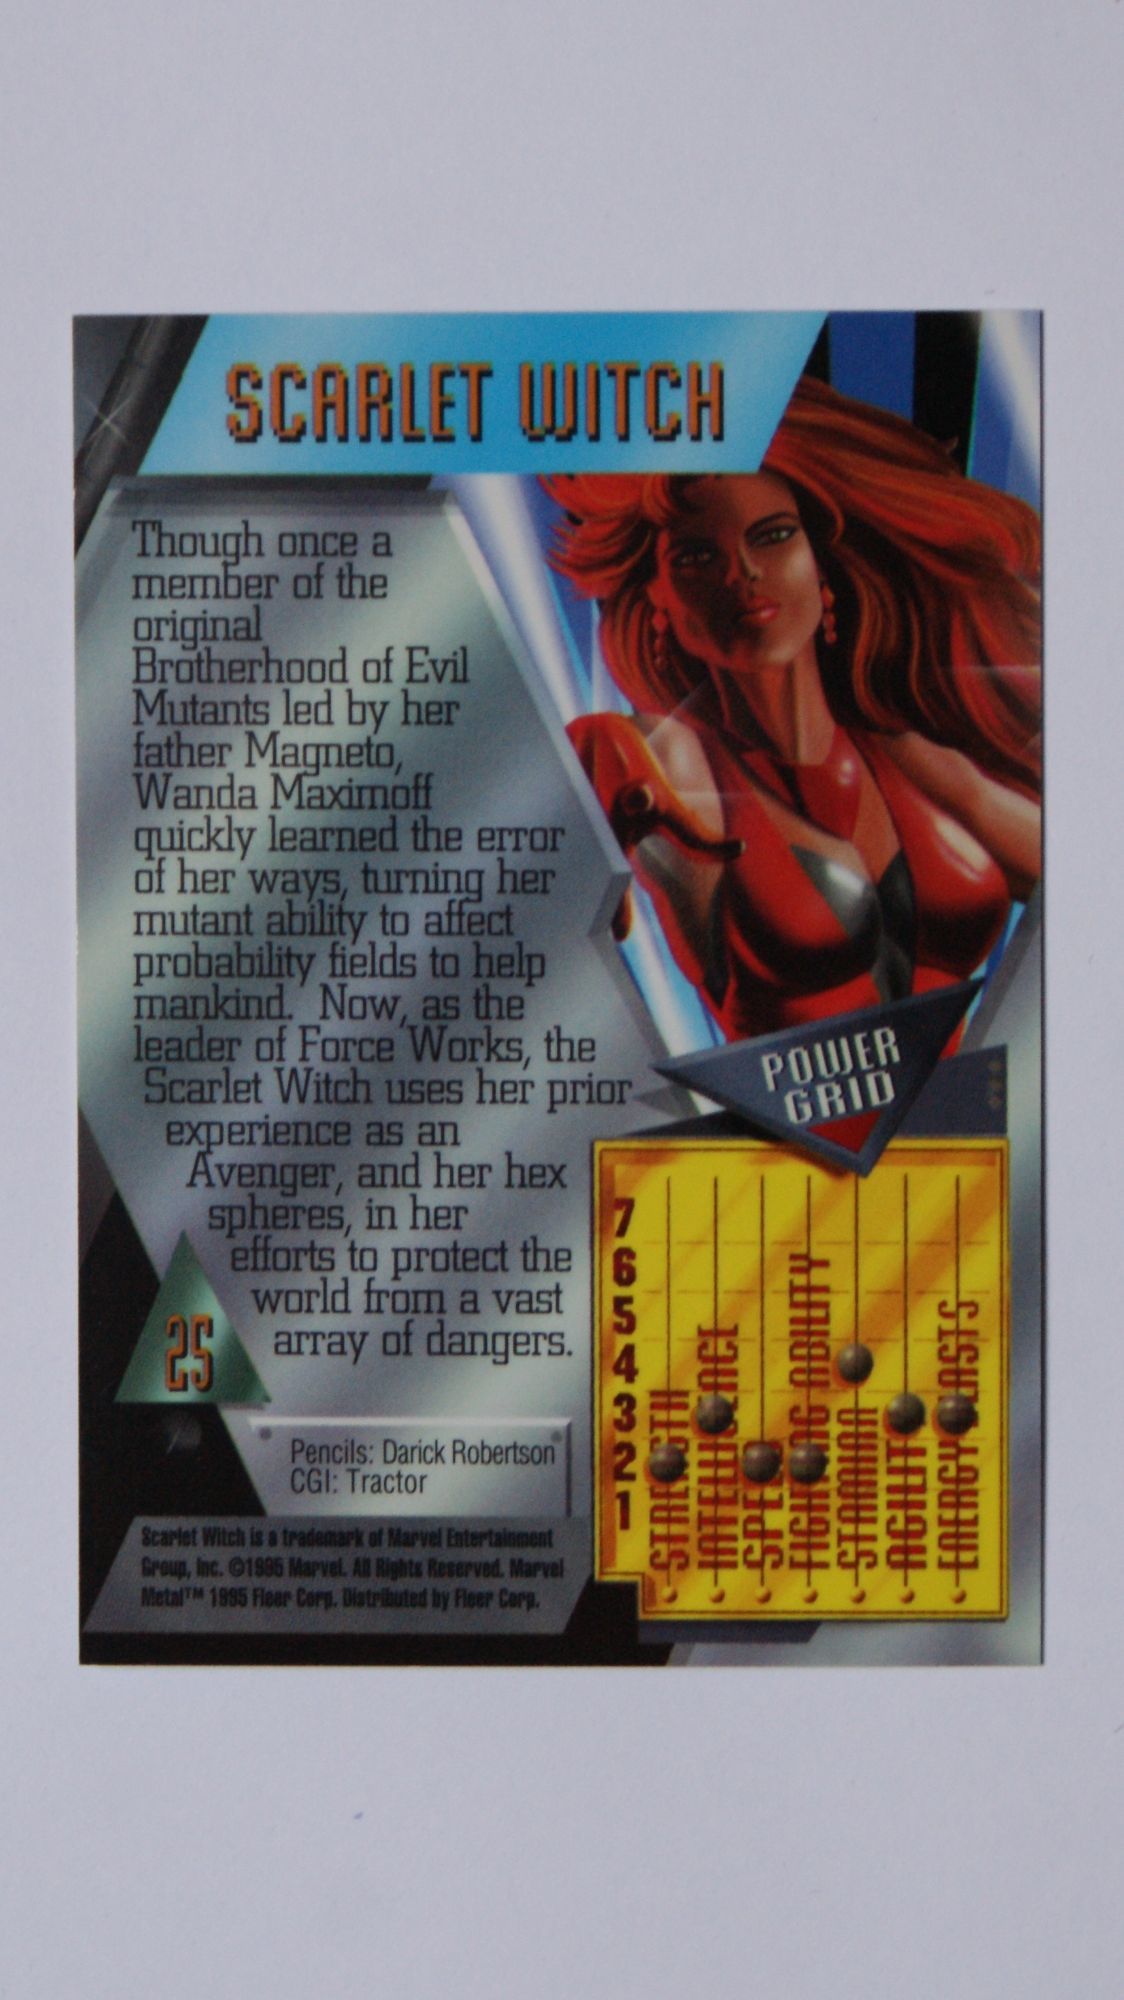 SCARLET WITCH
Though once a
member of the
original
Brotherhood of Evil
Mutants led by her
father Magneto,
Wanda Maximoff
quickly learned the error
of her ways, turning her
mutant ability to affect
probability fields to help
mankind. Now, as the
leader of Force Works, the
Scarlet Witch uses her prior
experience as an
Avenger, and her hex
spheres, in her
efforts to protect the
world from a vast
array of dangers.
25
Pencils: Darick Robertson
CGI: Tractor
Scarlet Witch is a trademark of Marvel Entertainment
Group, Inc. ©1995 Marvel. All Rights Reserved. Marvel
Metal™ 1995 Fleer Corp. Distributed by Fleer Corp.
POWER
GRID
7
6
5
4
3
2
1
STRENGTH
INTELLIGENCE
SPEED
FIGHTING ABILITY
STAMINA
AGILITY
ENERGY BLASTS